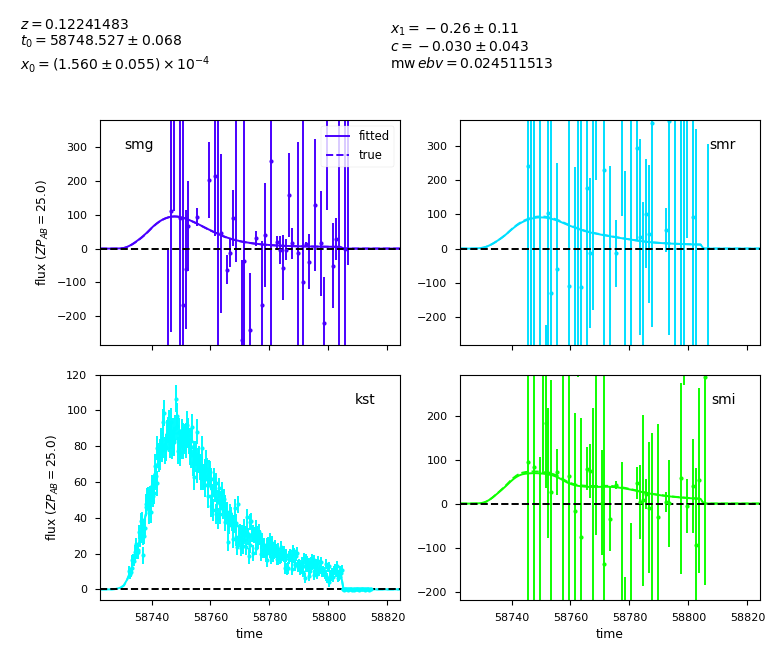 z = 0.12241483
t₀ = 58748.527 ± 0.068
x₀ = (1.560 ± 0.055) × 10⁻⁴
x₁ = −0.26 ± 0.11
c = −0.030 ± 0.043
mw ebv = 0.024511513
smg
fitted
true
flux (ZP_AB = 25.0)
300
200
100
0
−100
−200
smr
300
200
100
0
−100
−200
kst
flux (ZP_AB = 25.0)
120
100
80
60
40
20
0
58740 58760 58780 58800 58820
time
smi
200
100
0
−100
−200
58740 58760 58780 58800 58820
time